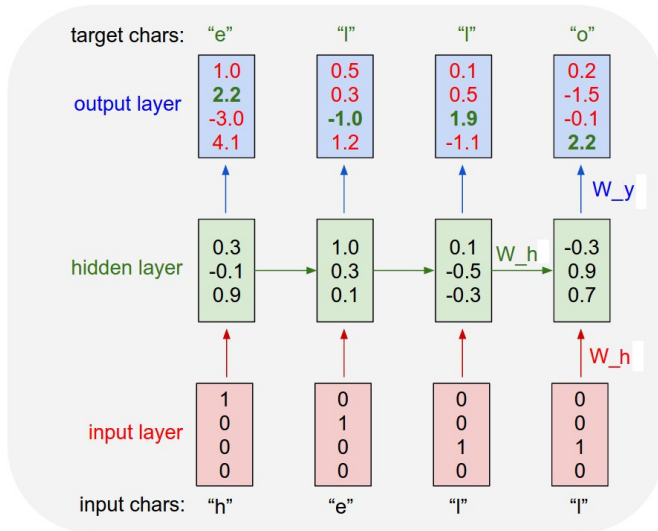 target chars: “e” “l” “l” “o”
output layer
1.0 0.5 0.1 0.2
2.2 0.3 0.5 -1.5
-3.0 -1.0 1.9 -0.1
4.1 1.2 -1.1 2.2
W_y
hidden layer
0.3 1.0 0.1 -0.3
-0.1 0.3 -0.5 0.9
0.9 0.1 -0.3 0.7
W_h
W_h
input layer
1 0 0 0
0 1 0 0
0 0 1 1
0 0 0 0
input chars: “h” “e” “l” “l”